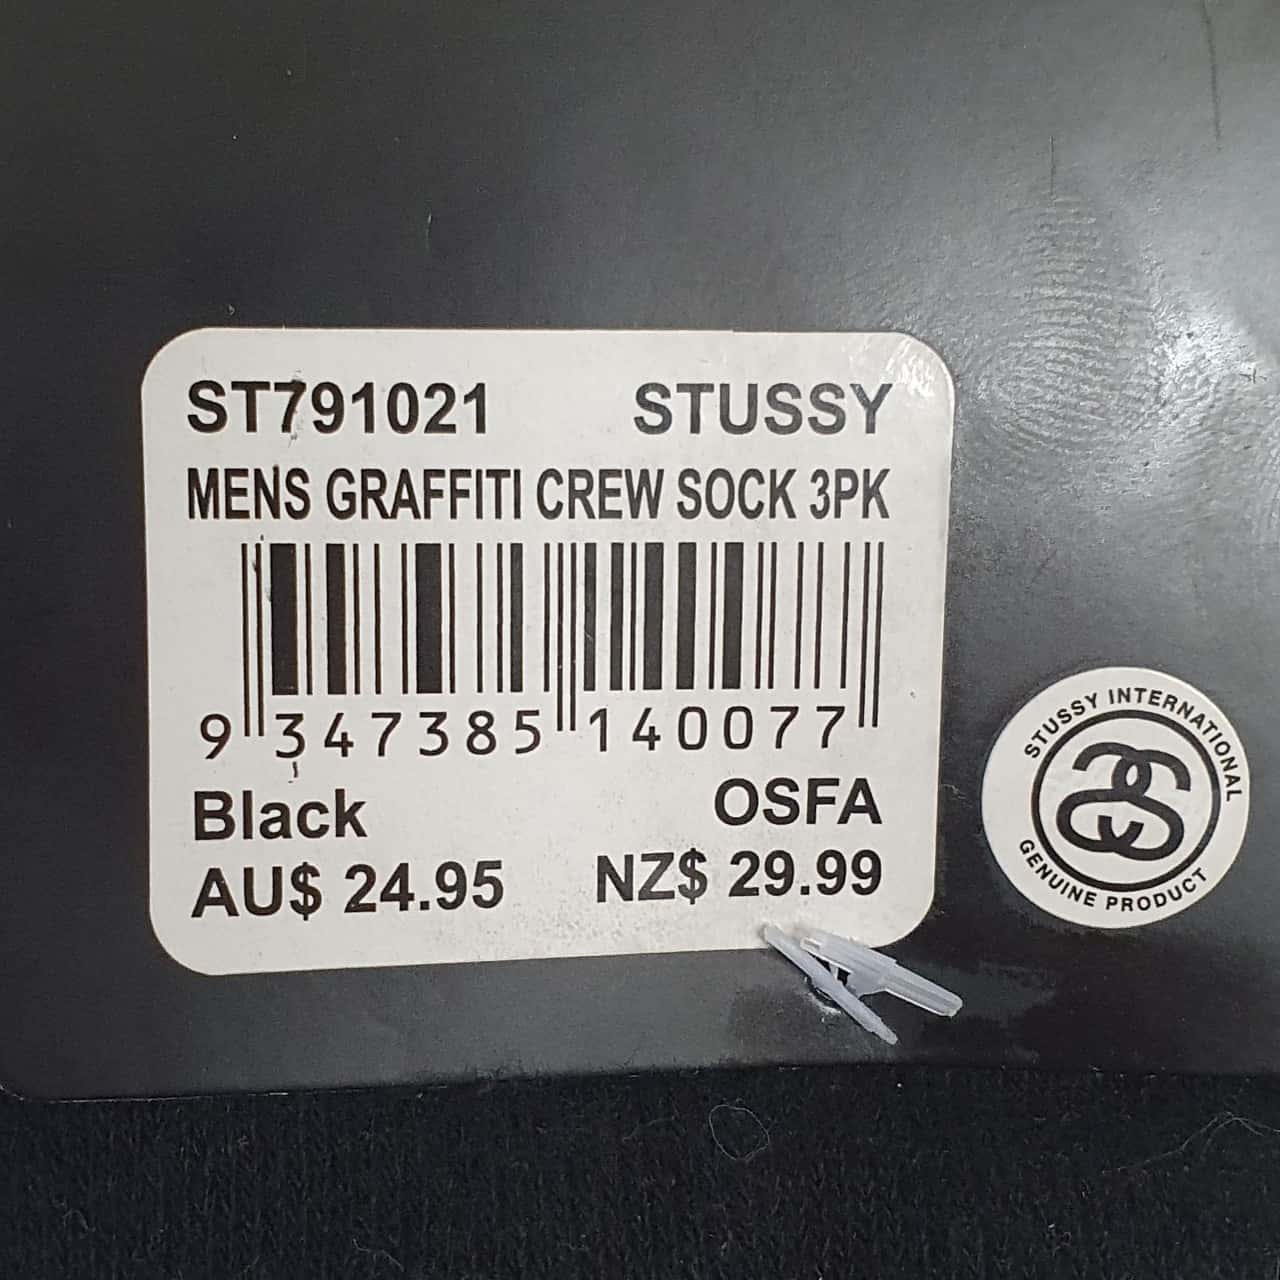 ST791021 STUSSY
MENS GRAFFITI CREW SOCK 3PK
9 347385 140077
Black OSFA
AU$ 24.95 NZ$ 29.99
STUSSY INTERNATIONAL
GENUINE PRODUCT